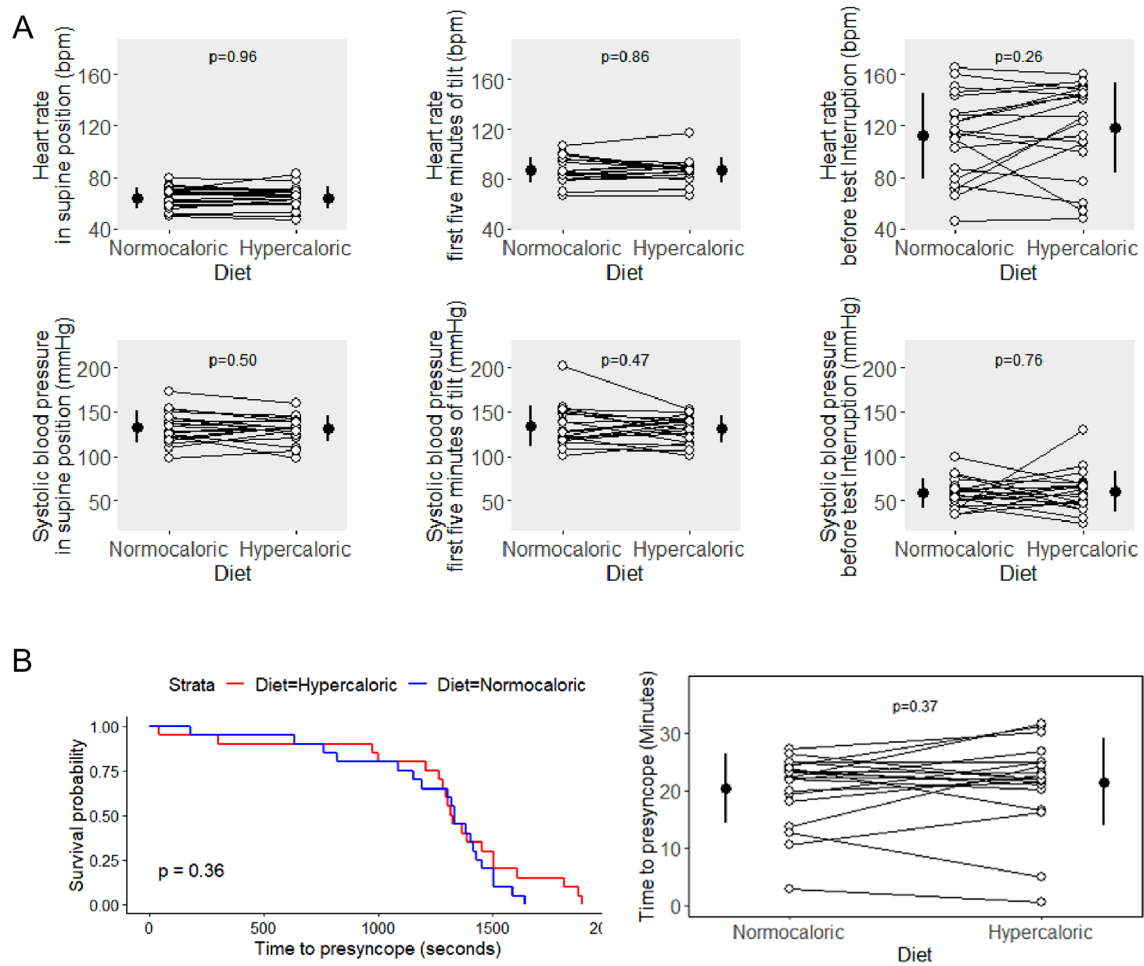 A
Heart rate
in supine position (bpm)
160
120
80
40
p=0.96
Normocaloric Hypercaloric
Diet
Heart rate
first five minutes of tilt (bpm)
160
120
80
40
p=0.86
Normocaloric Hypercaloric
Diet
Heart rate
before test Interruption (bpm)
160
120
80
40
p=0.26
Normocaloric Hypercaloric
Diet
Systolic blood pressure
in supine position (mmHg)
200
150
100
50
p=0.50
Normocaloric Hypercaloric
Diet
Systolic blood pressure
first five minutes of tilt (mmHg)
200
150
100
50
p=0.47
Normocaloric Hypercaloric
Diet
Systolic blood pressure
before test Interruption (mmHg)
200
150
100
50
p=0.76
Normocaloric Hypercaloric
Diet
B
Strata Diet=Hypercaloric Diet=Normocaloric
Survival probability
1.00
0.75
0.50
0.25
0.00
p = 0.36
0 500 1000 1500
Time to presyncope (seconds)
Time to presyncope (Minutes)
30
20
10
0
p=0.37
Normocaloric Hypercaloric
Diet